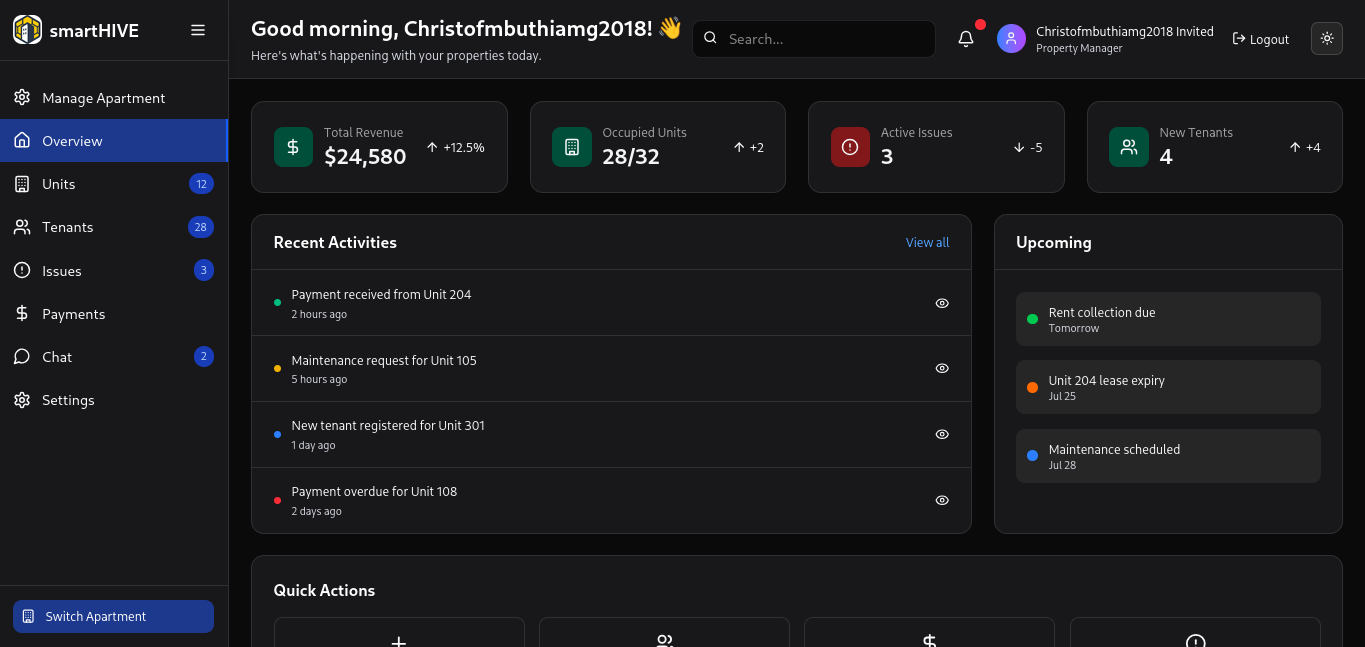 smartHIVE
Manage Apartment
Overview
Units 12
Tenants 28
Issues 3
Payments
Chat 2
Settings
Switch Apartment
Good morning, Christofmbuthiamg2018! 👋
Here's what's happening with your properties today.
Search...
Christofmbuthiamg2018 Invited
Property Manager
Logout
Total Revenue
$24,580
↑ +12.5%
Occupied Units
28/32
↑ +2
Active Issues
3
↓ -5
New Tenants
4
↑ +4
Recent Activities
View all
Payment received from Unit 204
2 hours ago
Maintenance request for Unit 105
5 hours ago
New tenant registered for Unit 301
1 day ago
Payment overdue for Unit 108
2 days ago
Upcoming
Rent collection due
Tomorrow
Unit 204 lease expiry
Jul 25
Maintenance scheduled
Jul 28
Quick Actions